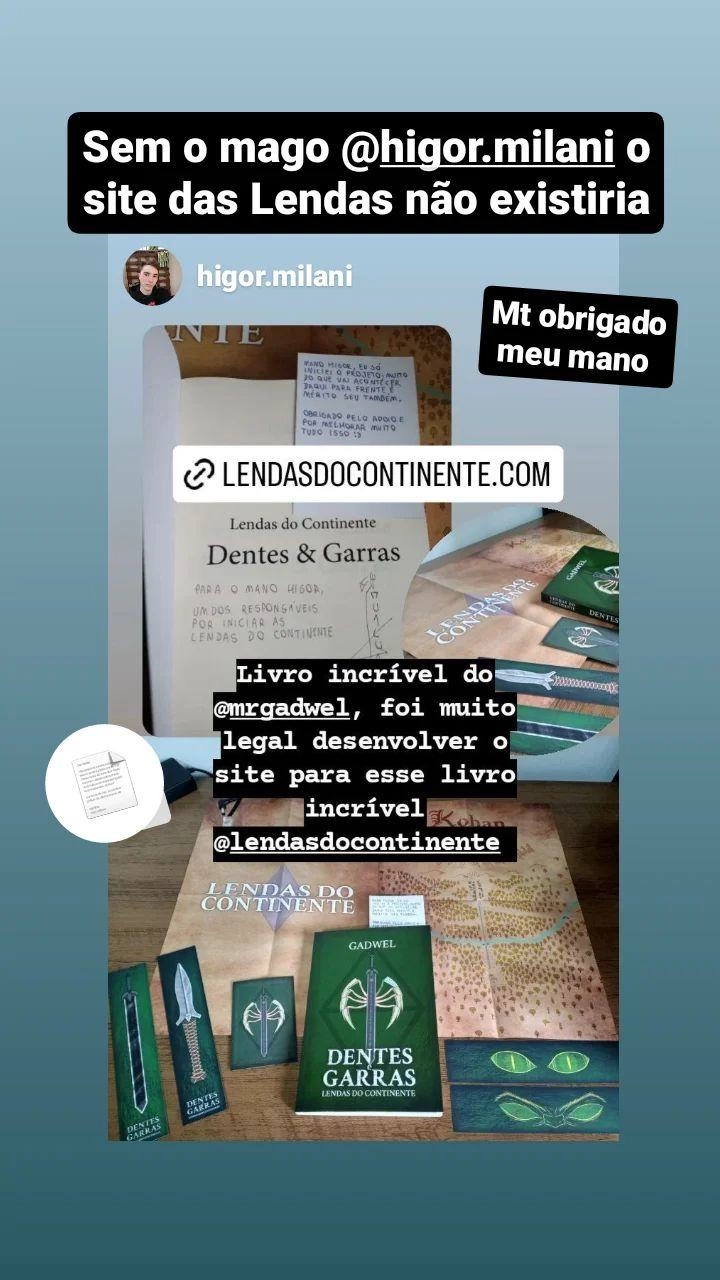 Sem o mago @higor.milani o
site das Lendas não existiria
higor.milani
Mt obrigado
meu mano
NTE
MANO HIGOR, EU SÓ
INICIEI O PROJETO; MUITO
DO QUE VAI ACONTECER
DAQUI PARA FRENTE É
MÉRITO SEU TAMBÉM.
OBRIGADO PELO APOIO E
POR MELHORAR MUITO
TUDO ISSO :D
LENDASDOCONTINENTE.COM
Lendas do Continente
Dentes & Garras
PARA O MANO HIGOR,
UM DOS RESPONSÁVEIS
POR INICIAR AS
LENDAS DO CONTINENTE
LENDAS DO
CONTINENTE
GADWEL
DENTES
Livro incrível do
@mrgadwel, foi muito
legal desenvolver o
site para esse livro
incrível
@lendasdocontinente
Koban
LENDAS DO
CONTINENTE
GADWEL
DENTES
GARRAS
LENDAS DO CONTINENTE
DENTES
GARRAS
DENTES
GARRAS